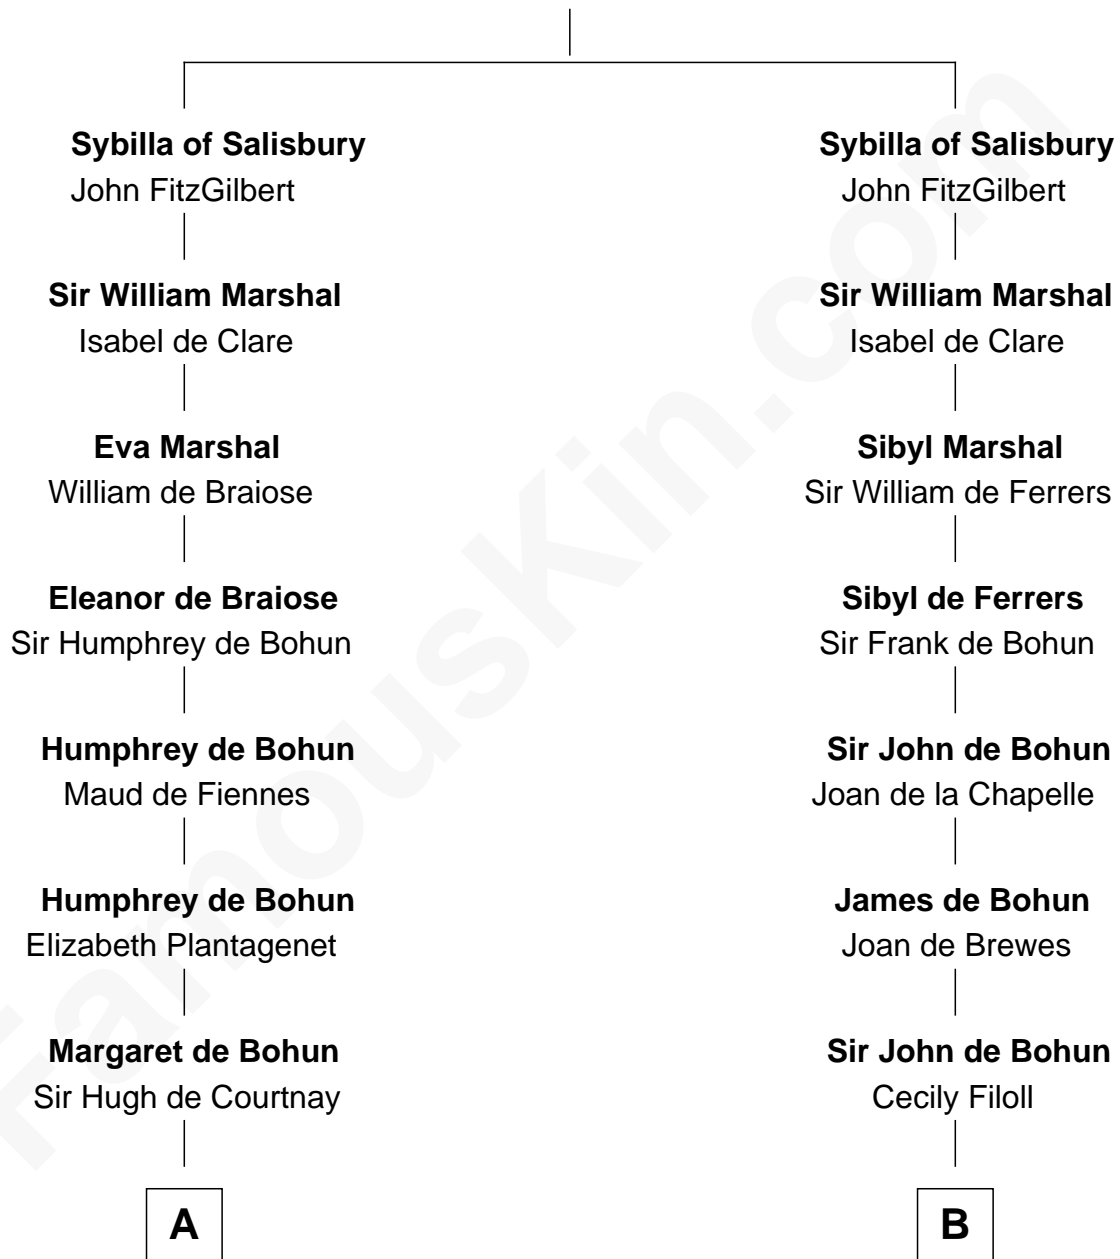 Sybilla of Salisbury
John FitzGilbert
Sir William Marshal
Isabel de Clare
Eva Marshal
William de Braiose
Eleanor de Braiose
Sir Humphrey de Bohun
Humphrey de Bohun
Maud de Fiennes
Humphrey de Bohun
Elizabeth Plantagenet
Margaret de Bohun
Sir Hugh de Courtnay
A
Sybilla of Salisbury
John FitzGilbert
Sir William Marshal
Isabel de Clare
Sibyl Marshal
Sir William de Ferrers
Sibyl de Ferrers
Sir Frank de Bohun
Sir John de Bohun
Joan de la Chapelle
James de Bohun
Joan de Brewes
Sir John de Bohun
Cecily Filoll
B
FamousKin.com